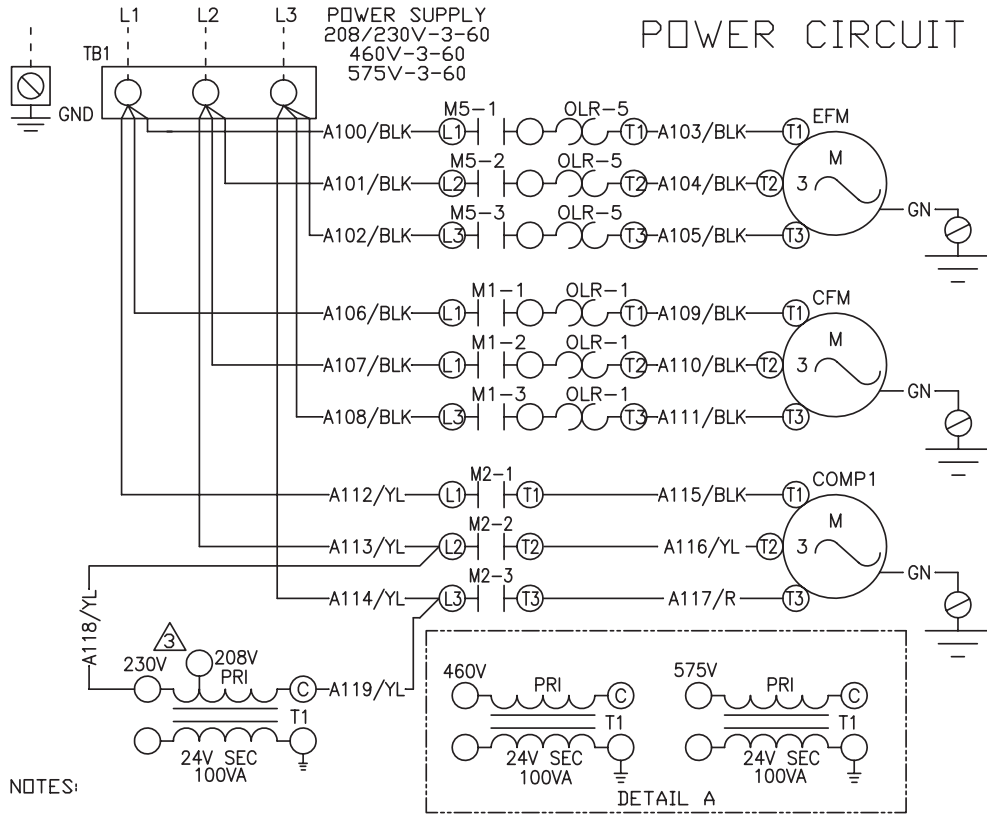 L1 L2 L3 POWER SUPPLY
208/230V-3-60
460V-3-60
575V-3-60
POWER CIRCUIT
TB1
GND
M5-1 OLR-5 EFM
A100/BLK L1 T1 A103/BLK T1
M5-2 OLR-5 M
A101/BLK L2 T2 A104/BLK T2 3
M5-3 OLR-5 GN
A102/BLK L3 T3 A105/BLK T3
M1-1 OLR-1 CFM
A106/BLK L1 T1 A109/BLK T1
M1-2 OLR-1 M
A107/BLK L1 T2 A110/BLK T2 3
M1-3 OLR-1 GN
A108/BLK L3 T3 A111/BLK T3
M2-1 COMP1
A112/YL L1 T1 A115/BLK T1
M2-2 M
A113/YL L2 T2 A116/YL T2 3
M2-3 GN
A114/YL L3 T3 A117/R T3
A118/YL
3
230V 208V
PRI C A119/YL
T1
24V SEC
100VA
460V PRI C
T1
24V SEC
100VA
575V PRI C
T1
24V SEC
100VA
DETAIL A
NOTES: